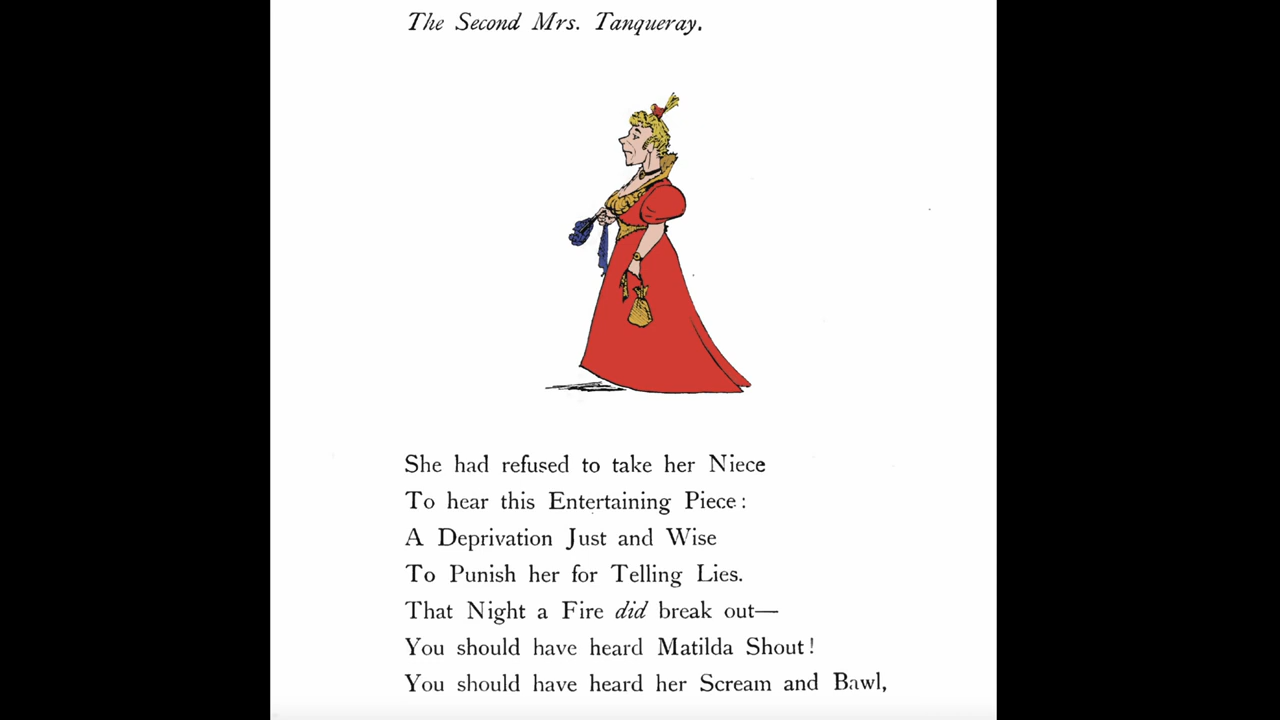 The Second Mrs. Tanqueray.
She had refused to take her Niece
To hear this Entertaining Piece:
A Deprivation Just and Wise
To Punish her for Telling Lies.
That Night a Fire did break out—
You should have heard Matilda Shout!
You should have heard her Scream and Bawl,